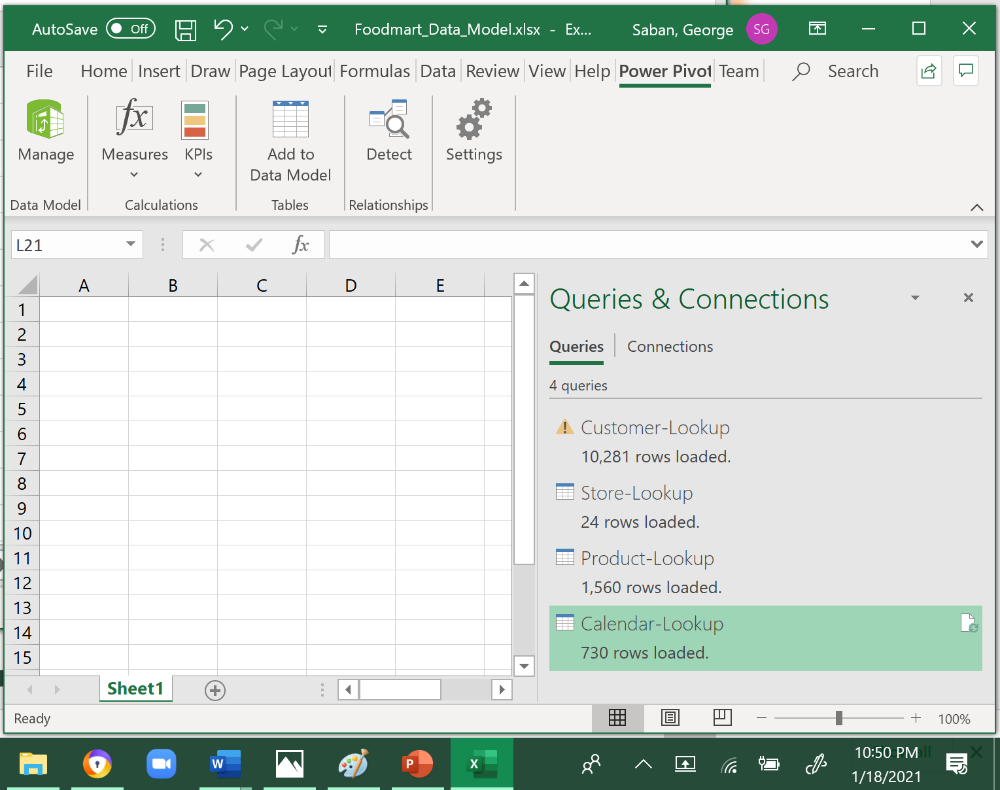 AutoSave Off Foodmart_Data_Model.xlsx - Ex... Saban, George SG
File Home Insert Draw Page Layout Formulas Data Review View Help Power Pivot Team Search
Manage Measures KPIs Add to Data Model Detect Settings
Data Model Calculations Tables Relationships
L21 fx
A B C D E
1
2
3
4
5
6
7
8
9
10
11
12
13
14
15
Queries & Connections
Queries Connections
4 queries
Customer-Lookup
10,281 rows loaded.
Store-Lookup
24 rows loaded.
Product-Lookup
1,560 rows loaded.
Calendar-Lookup
730 rows loaded.
Sheet1
Ready 100%
W P X 10:50 PM
1/18/2021